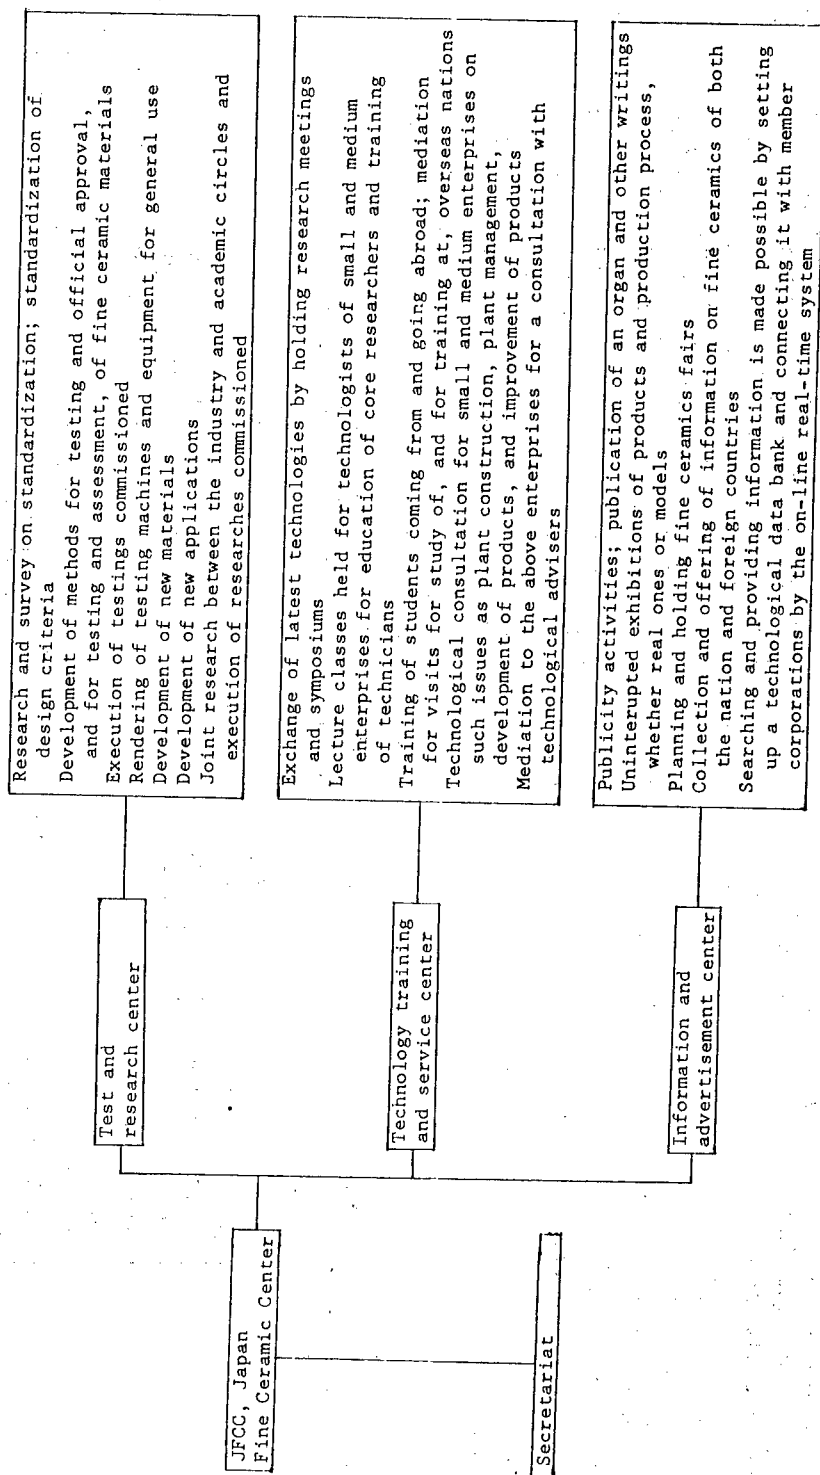 JFCC, Japan
Fine Ceramic Center
Secretariat
Test and
research center
Technology training
and service center
Information and
advertisement center
Research and survey on standardization; standardization of
design criteria
Development of methods for testing and official approval,
and for testing and assessment, of fine ceramic materials
Execution of testings commissioned
Rendering of testing machines and equipment for general use
Development of new materials
Development of new applications
Joint research between the industry and academic circles and
execution of researches commissioned
Exchange of latest technologies by holding research meetings
and symposiums
Lecture classes held for technologists of small and medium
enterprises for education of core researchers and training
of technicians
Training of students coming from and going abroad; mediation
for visits for study of, and for training at, overseas nations
Technological consultation for small and medium enterprises on
such issues as plant construction, plant management,
development of products, and improvement of products
Mediation to the above enterprises for a consultation with
technological advisers
Publicity activities; publication of an organ and other writings
Uninterupted exhibitions of products and production process,
whether real ones or models
Planning and holding fine ceramics fairs
Collection and offering of information on fine ceramics of both
the nation and foreign countries
Searching and providing information is made possible by setting
up a technological data bank and connecting it with member
corporations by the on-line real-time system